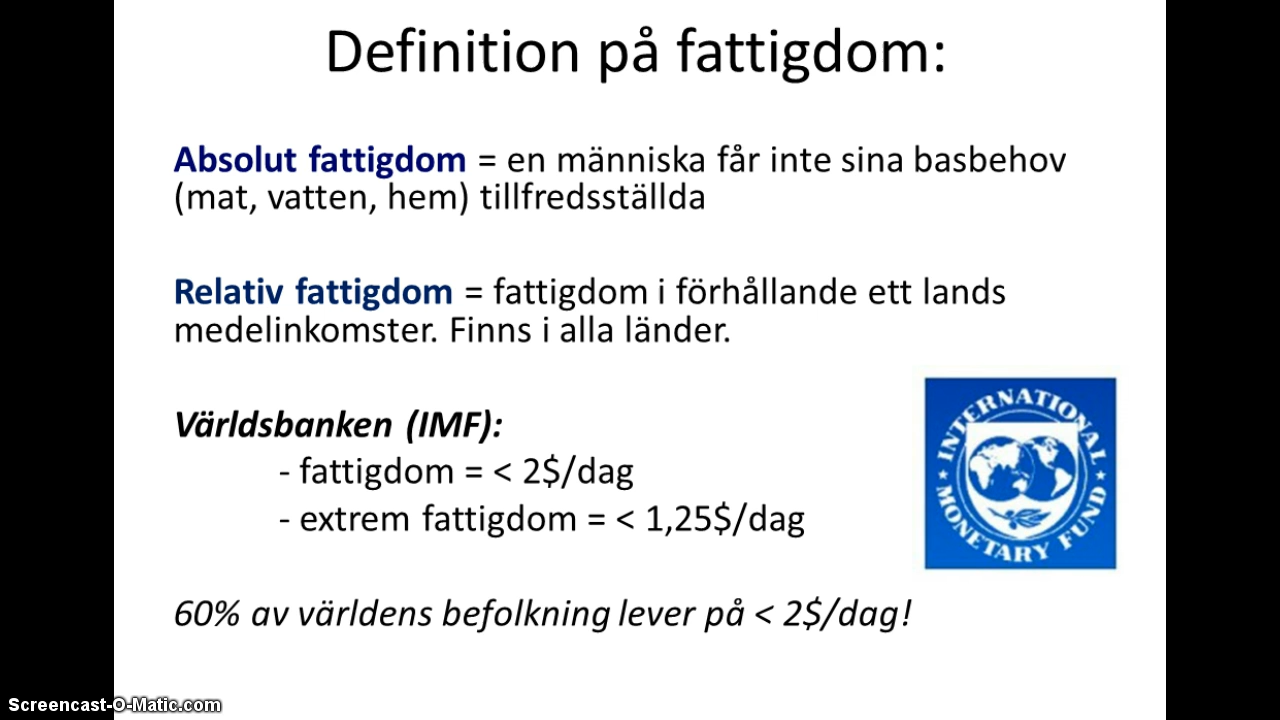 Definition på fattigdom:
Absolut fattigdom = en människa får inte sina basbehov
(mat, vatten, hem) tillfredsställda
Relativ fattigdom = fattigdom i förhållande ett lands
medelinkomster. Finns i alla länder.
Världsbanken (IMF):
- fattigdom = < 2$/dag
- extrem fattigdom = < 1,25$/dag
INTERNATIONAL
MONETARY FUND
60% av världens befolkning lever på < 2$/dag!
Screencast-O-Matic.com